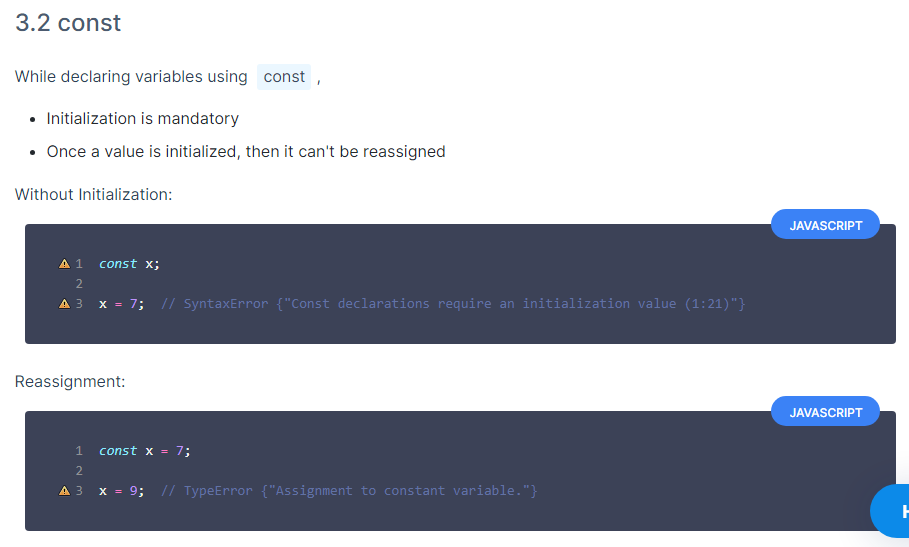 3.2 const
While declaring variables using const ,
• Initialization is mandatory
• Once a value is initialized, then it can't be reassigned
Without Initialization:
JAVASCRIPT
1 const x;
2
3 x = 7; // SyntaxError {"Const declarations require an initialization value (1:21)"}
Reassignment:
JAVASCRIPT
1 const x = 7;
2
3 x = 9; // TypeError {"Assignment to constant variable."}